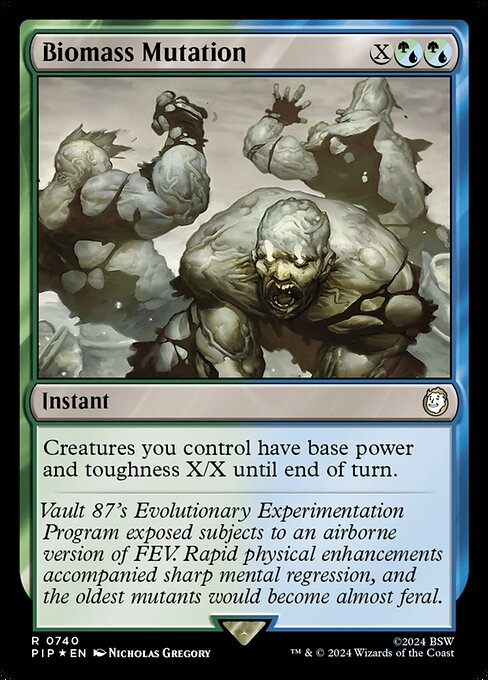 Biomass Mutation X
Instant
Creatures you control have base power
and toughness X/X until end of turn.
Vault 87's Evolutionary Experimentation
Program exposed subjects to an airborne
version of FEV. Rapid physical enhancements
accompanied sharp mental regression, and
the oldest mutants would become almost feral.
R 0740 ©2024 BSW
PIP★EN Nicholas Gregory ™ & © 2024 Wizards of the Coast